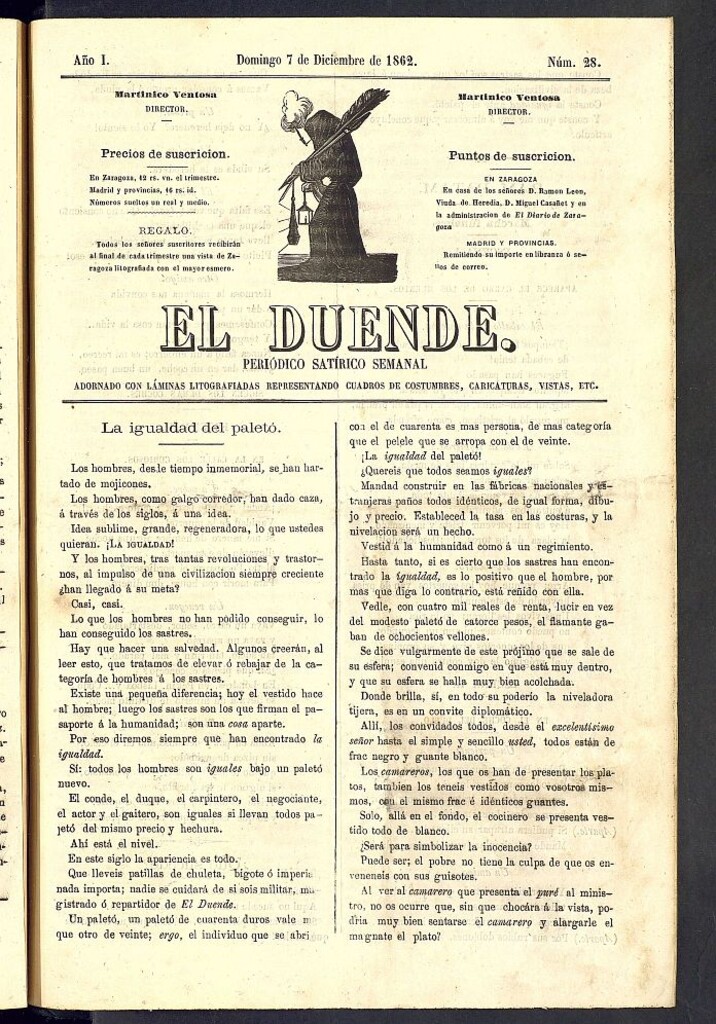 Año I.
Domingo 7 de Diciembre de 1862.
Núm. 28.
Martinico Ventosa
DIRECTOR.
Precios de suscricion.
En Zaragoza, 12 rs. vn. el trimestre.
Madrid y provincias, 16 rs. id.
Números sueltos un real y medio.
REGALO.
Todos los señores suscritores recibirán
al final de cada trimestre una vista de Za-
ragoza litografiada con el mayor esmero.
Martinico Ventosa
DIRECTOR.
Puntos de suscricion.
EN ZARAGOZA
En casa de los señores D. Ramon Leon,
Viuda de Heredia, D. Miguel Casañet y en
la administracion de El Diario de Zara-
goza
MADRID Y PROVINCIAS.
Remitiendo su importe en libranza ó se-
llos de correo.
EL DUENDE.
PERIÓDICO SATÍRICO SEMANAL
ADORNADO CON LÁMINAS LITOGRAFIADAS REPRESENTANDO CUADROS DE COSTUMBRES, CARICATURAS, VISTAS, ETC.
La igualdad del paletó.
Los hombres, desde tiempo inmemorial, se han har-
tado de mojicones.
Los hombres, como galgo corredor, han dado caza,
á través de los siglos, á una idea.
Idea sublime, grande, regeneradora, lo que ustedes
quieran. ¡LA IGUALDAD!
Y los hombres, tras tantas revoluciones y trastor-
nos, al impulso de una civilizacion siempre creciente
¿han llegado á su meta?
Casi, casi.
Lo que los hombres no han podido conseguir, lo
han conseguido los sastres.
Hay que hacer una salvedad. Algunos creerán, al
leer esto, que tratamos de elevar ó rebajar de la ca-
tegoría de hombres á los sastres.
Existe una pequeña diferencia; hoy el vestido hace
al hombre; luego los sastres son los que firman el pa-
saporte á la humanidad; son una cosa aparte.
Por eso diremos siempre que han encontrado la
igualdad.
Sí: todos los hombres son iguales bajo un paletó
nuevo.
El conde, el duque, el carpintero, el negociante,
el actor y el gaitero, son iguales si llevan todos pa-
letó del mismo precio y hechura.
Ahí está el nivel.
En este siglo la apariencia es todo.
Que lleveis patillas de chuleta, bigote ó imperia
nada importa; nadie se cuidará de si sois militar, ma
gistrado ó repartidor de El Duende.
Un paletó, un paletó de cuarenta duros vale m
que otro de veinte; ergo, el individuo que se abri
con el de cuarenta es mas persona, de mas categoría
que el pelele que se arropa con el de veinte.
¡La igualdad del paletó!
¿Quereis que todos seamos iguales?
Mandad construir en las fábricas nacionales y es-
tranjeras paños todos idénticos, de igual forma, dibu-
jo y precio. Estableced la tasa en las costuras, y la
nivelacion será un hecho.
Vestid á la humanidad como á un regimiento.
Hasta tanto, si es cierto que los sastres han encon-
trado la igualdad, es lo positivo que el hombre, por
mas que diga lo contrario, está reñido con ella.
Vedle, con cuatro mil reales de renta, lucir en vez
del modesto paletó de catorce pesos, el flamante ga-
ban de ochocientos vellones.
Se dice vulgarmente de este prójimo que se sale de
su esfera; convenid conmigo en que está muy dentro,
y que su esfera se halla muy bien acolchada.
Donde brilla, sí, en todo su poderío la niveladora
tijera, es en un convite diplomático.
Allí, los convidados todos, desde el excelentísimo
señor hasta el simple y sencillo usted, todos están de
frac negro y guante blanco.
Los camareros, los que os han de presentar los pla-
tos, tambien los teneis vestidos como vosotros mis-
mos, con el mismo frac é idénticos guantes.
Solo, allá en el fondo, el cocinero se presenta ves-
tido todo de blanco.
¿Será para simbolizar la inocencia?
Puede ser; el pobre no tiene la culpa de que os en-
veneneis con sus guisotes.
Al ver al camarero que presenta el puré al minis-
tro, no os ocurre que, sin que chocára á la vista, po-
dria muy bien sentarse el camarero y alargarle el
magnate el plato?